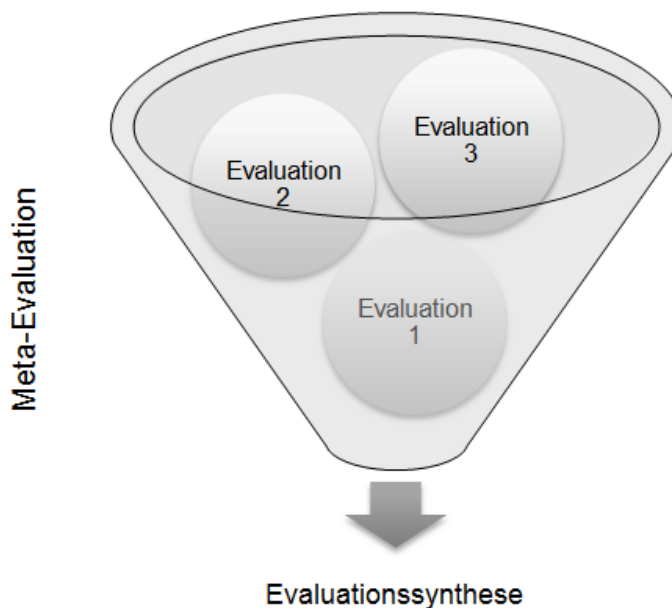 Evaluation
3
Evaluation
2
Evaluation
1
Meta-Evaluation
Evaluationssynthese